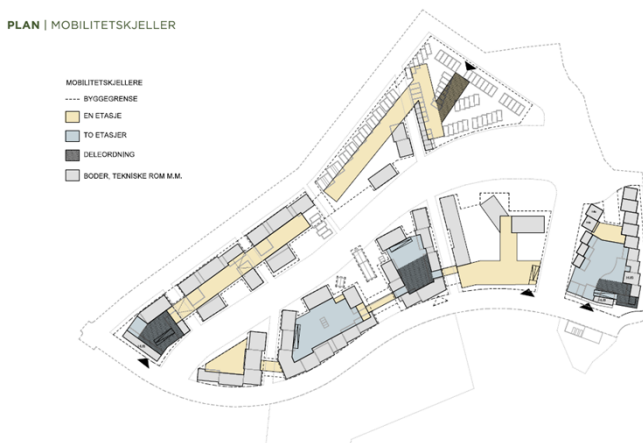 PLAN | MOBILITETSKJELLER
MOBILITETSKJELLERE
BYGGEGRENSE
EN ETASJE
TO ETASJER
DELEORDNING
BODER, TEKNISKE ROM M.M.